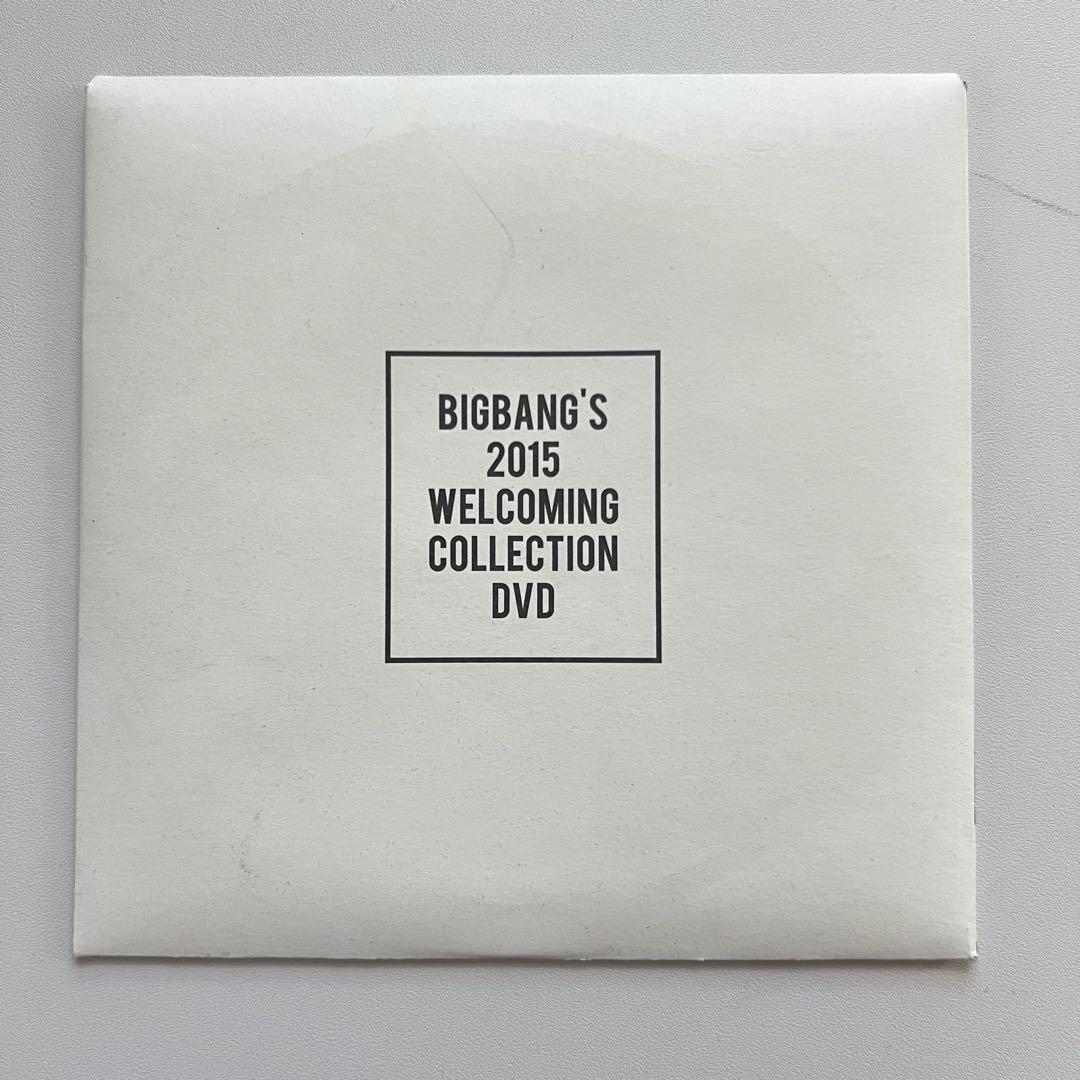 BIGBANG'S
2015
WELCOMING
COLLECTION
DVD